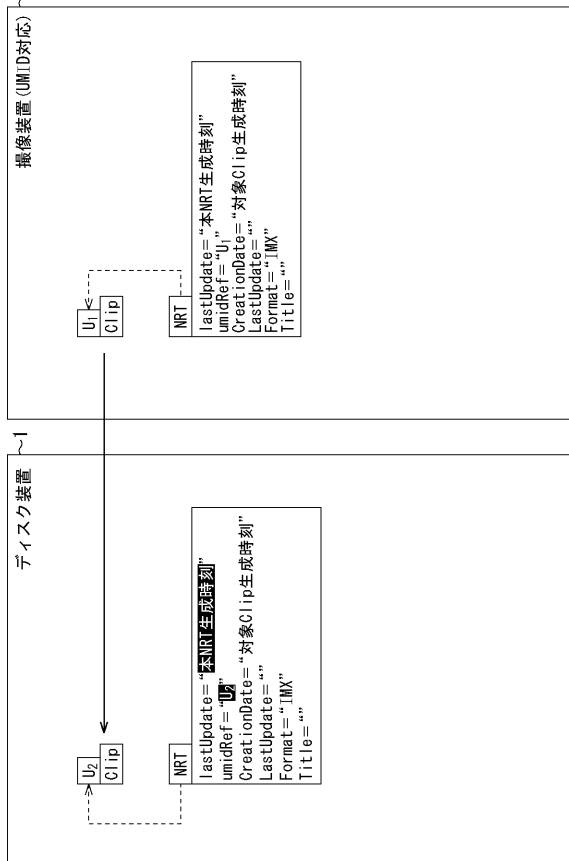 ディスク装置
~1
U₂
Clip
NRT
lastUpdate=“本NRT生成時刻”
umidRef=“U₂”
CreationDate=“対象Clip生成時刻”
LastUpdate=“”
Format=“IMX”
Title=“”
撮像装置(UMID対応)
U₁
Clip
NRT
lastUpdate=“本NRT生成時刻”
umidRef=“U₁”
CreationDate=“対象Clip生成時刻”
LastUpdate=“”
Format=“IMX”
Title=“”